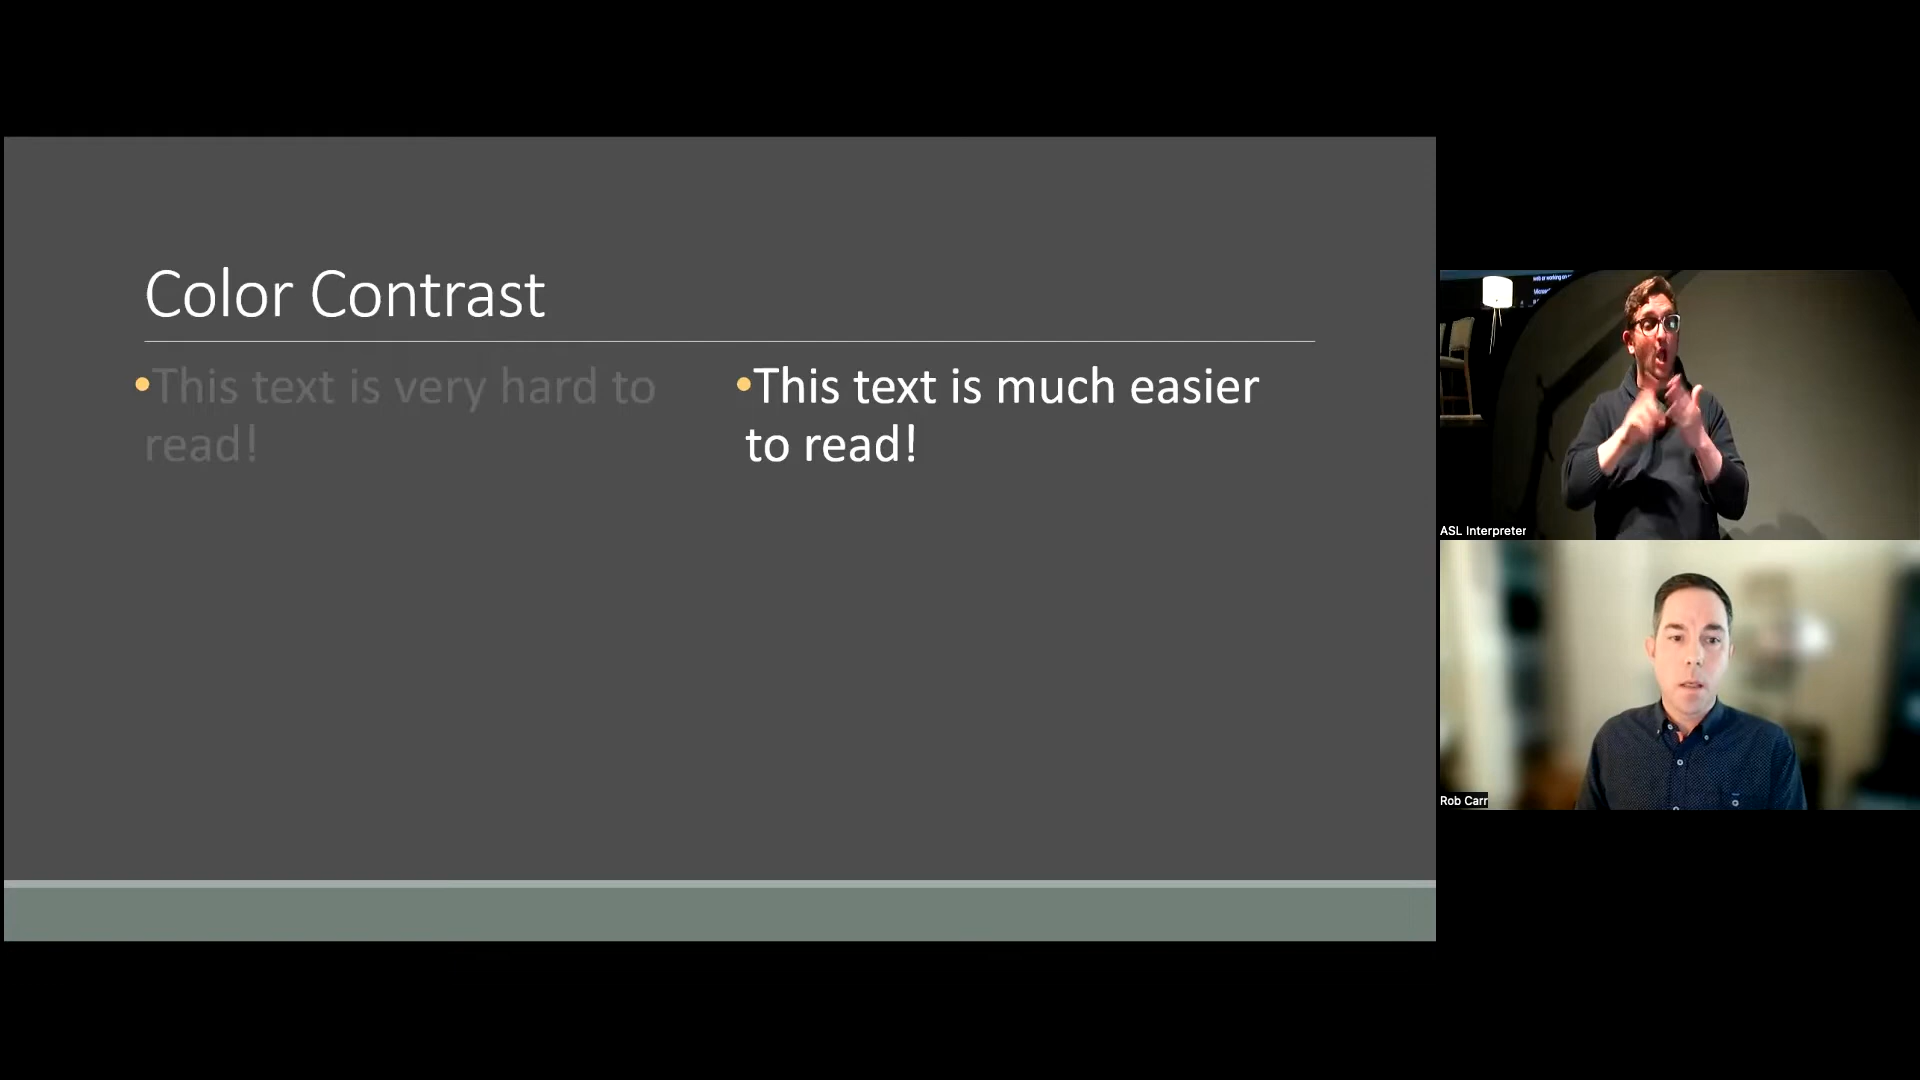 Color Contrast
•This text is very hard to
read!
•This text is much easier
to read!
ASL Interpreter
Rob Carr